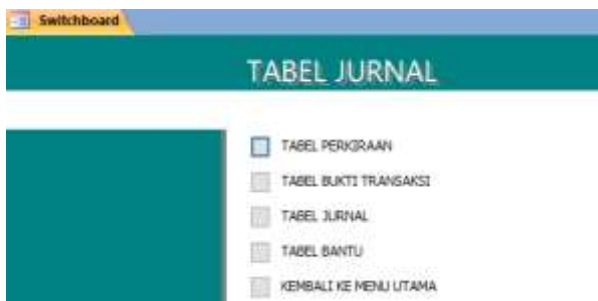 Switchboard
TABEL JURNAL
TABEL PERKIRAAN
TABEL BUKTI TRANSAKSI
TABEL JURNAL
TABEL BANTU
KEMBALI KE MENU UTAMA